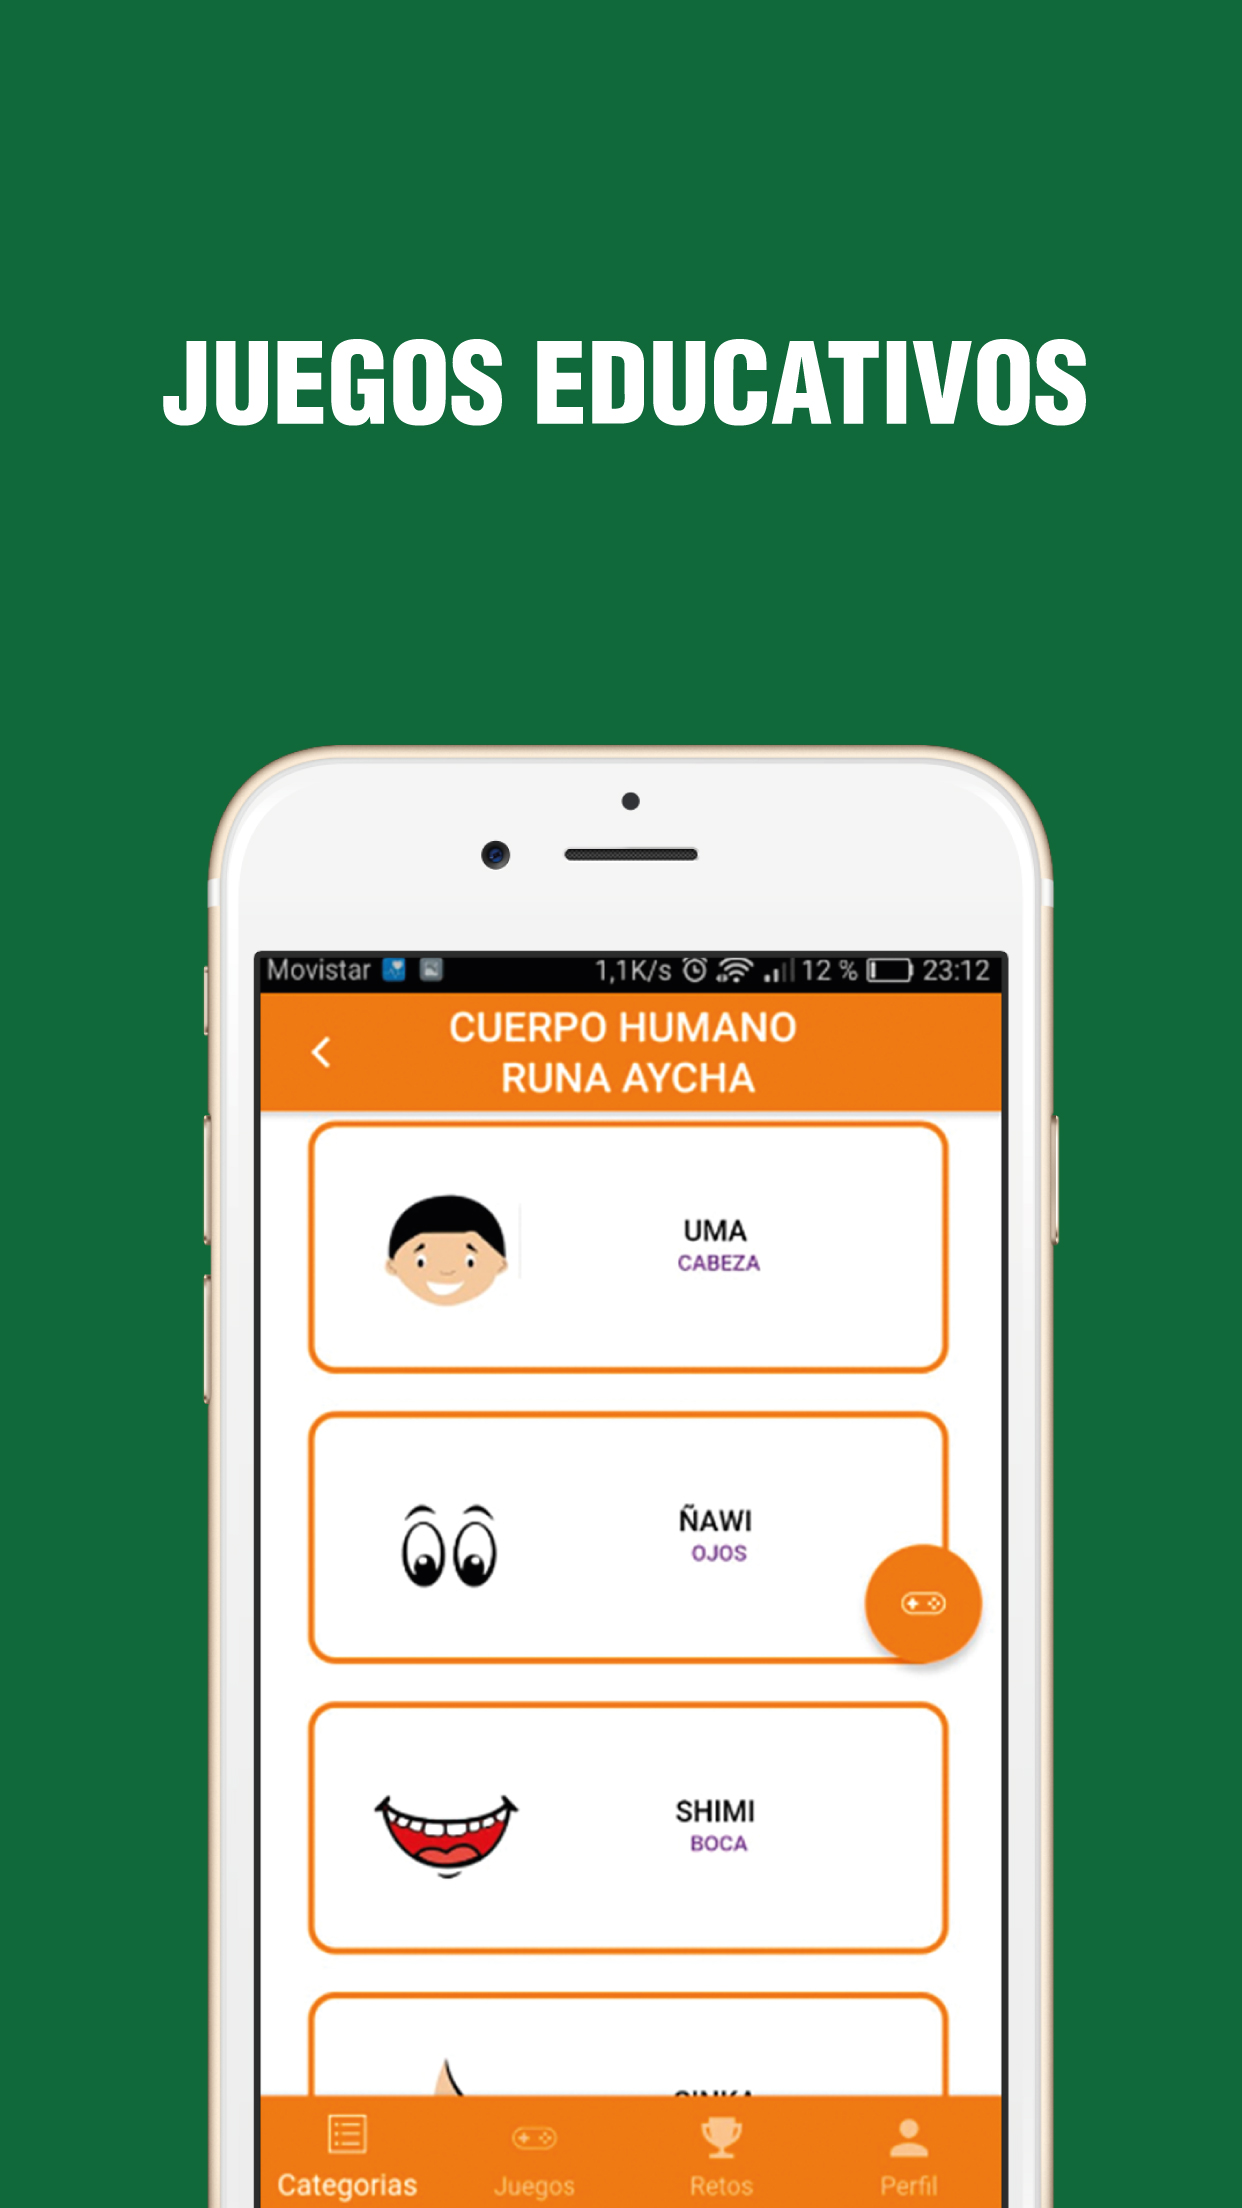 JUEGOS EDUCATIVOS
Movistar 1,1K/s 12 % 23:12
CUERPO HUMANO
RUNA AYCHA
UMA
CABEZA
ÑAWI
OJOS
SHIMI
BOCA
Categorias Juegos Retos Perfil